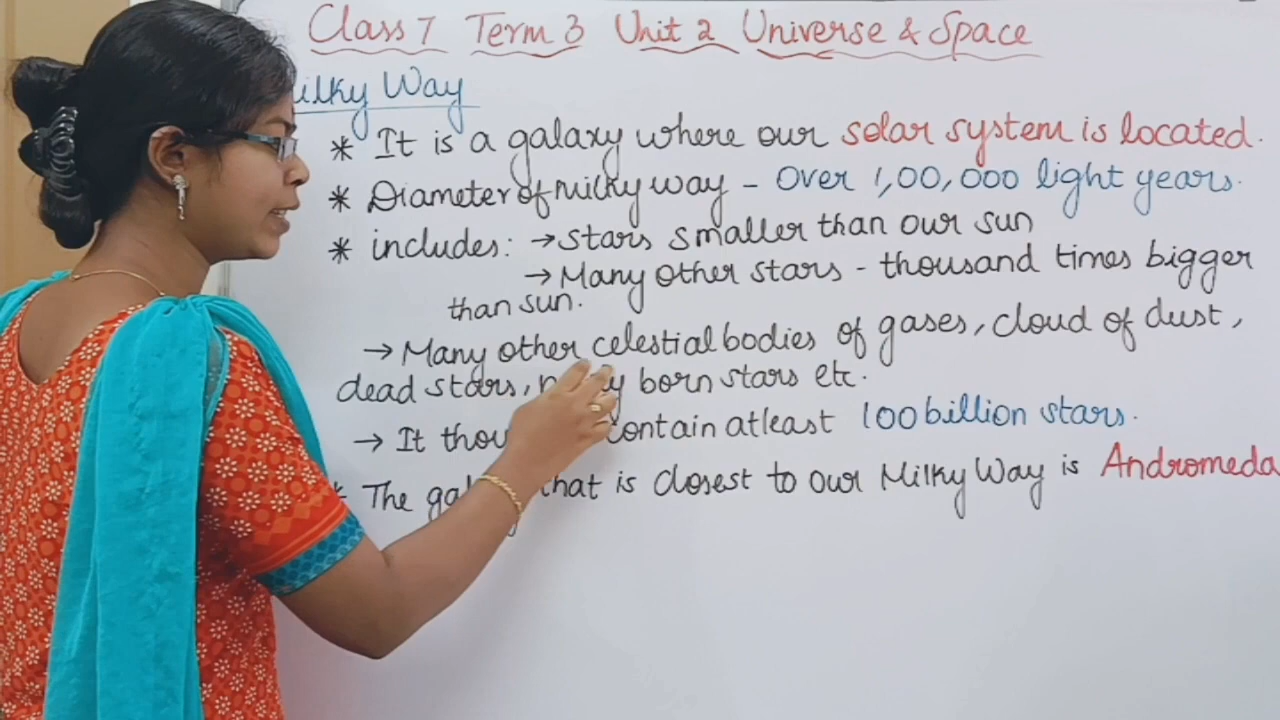 Class 7 Term 3 Unit 2 Universe & Space
ilky Way
* It is a galaxy where our solar system is located.
* Diameter of milky way - Over 1,00,000 light years.
* includes: → Stars smaller than our sun
→ Many other stars - thousand times bigger
than sun.
→ Many other celestial bodies of gases, cloud of dust,
dead stars, born stars etc.
→ It contain atleast 100 billion stars.
* The that is closest to our Milky Way is Andromeda